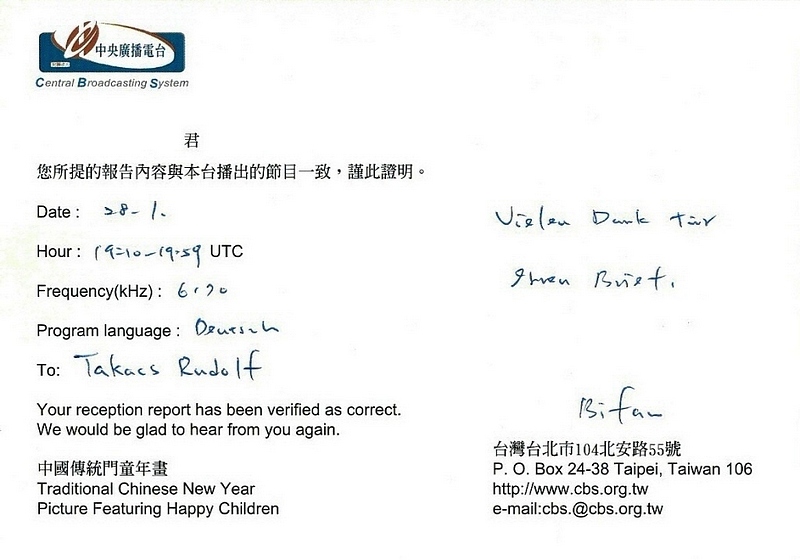 中央廣播電台
Central Broadcasting System
君
您所提的報告內容與本台播出的節目一致，謹此證明。
Date : 28-1.
Hour : 19:10-19:59 UTC
Frequency(kHz) :
Program language : Deutsch
To: Takacs Rudolf
Your reception report has been verified as correct.
We would be glad to hear from you again.
中國傳統門童年畫
Traditional Chinese New Year
Picture Featuring Happy Children
Vielen Dank für
Ihren Brief.
Bifan
台灣台北市104北安路55號
P. O. Box 24-38 Taipei, Taiwan 106
http://www.cbs.org.tw
e-mail:cbs.@cbs.org.tw